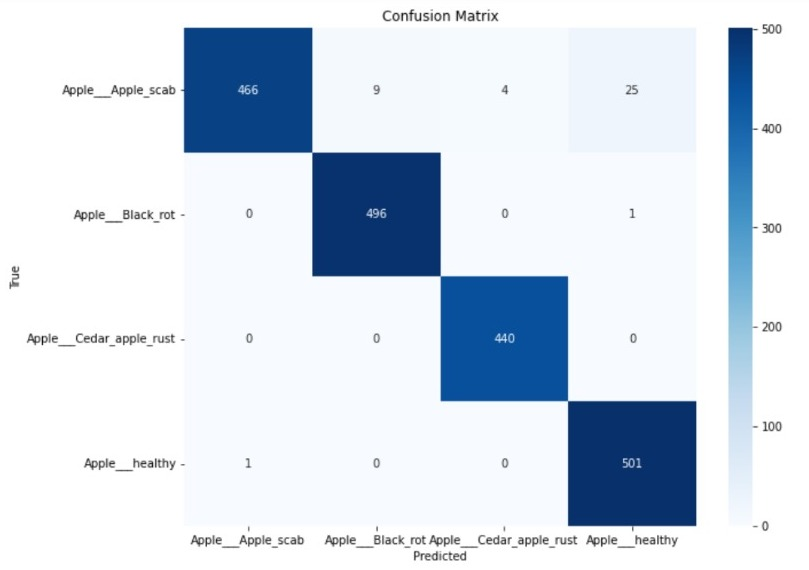 Confusion Matrix
Apple___Apple_scab 466 9 4 25
Apple___Black_rot 0 496 0 1
Apple___Cedar_apple_rust 0 0 440 0
Apple___healthy 1 0 0 501
Apple___Apple_scab Apple___Black_rot Apple___Cedar_apple_rust Apple___healthy
Predicted
True
500
400
300
200
100
0